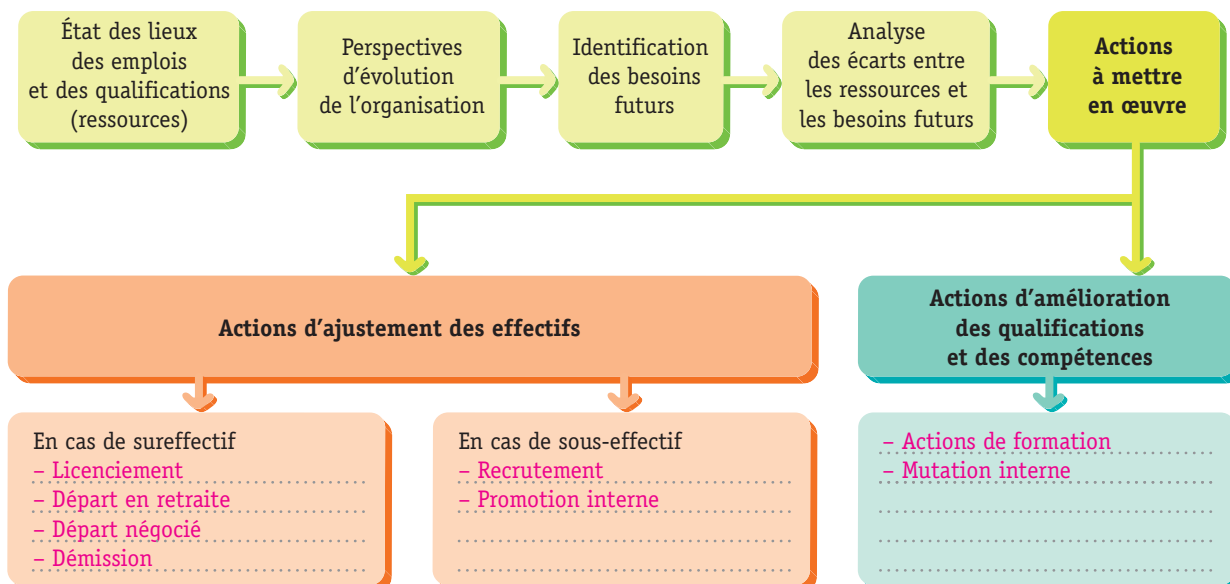 État des lieux
des emplois
et des qualifications
(ressources)
Perspectives
d'évolution
de l'organisation
Identification
des besoins
futurs
Analyse
des écarts entre
les ressources et
les besoins futurs
Actions
à mettre
en œuvre
Actions d'ajustement des effectifs
Actions d'amélioration
des qualifications
et des compétences
En cas de sureffectif
– Licenciement
– Départ en retraite
– Départ négocié
– Démission
En cas de sous-effectif
– Recrutement
– Promotion interne
– Actions de formation
– Mutation interne